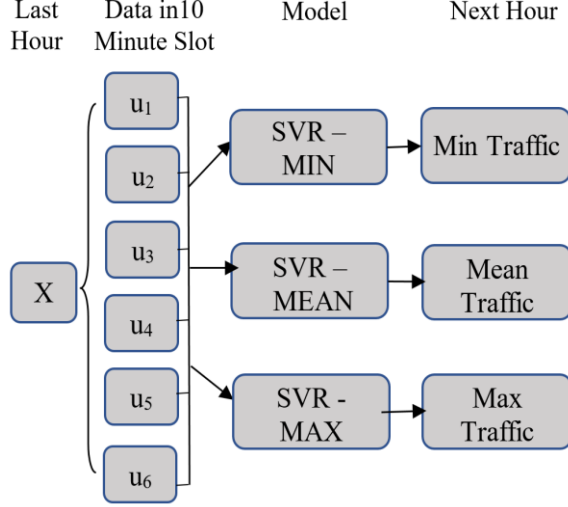 Last
Hour
Data in10
Minute Slot
Model
Next Hour
X
u1
u2
u3
u4
u5
u6
SVR –
MIN
SVR –
MEAN
SVR -
MAX
Min Traffic
Mean
Traffic
Max
Traffic